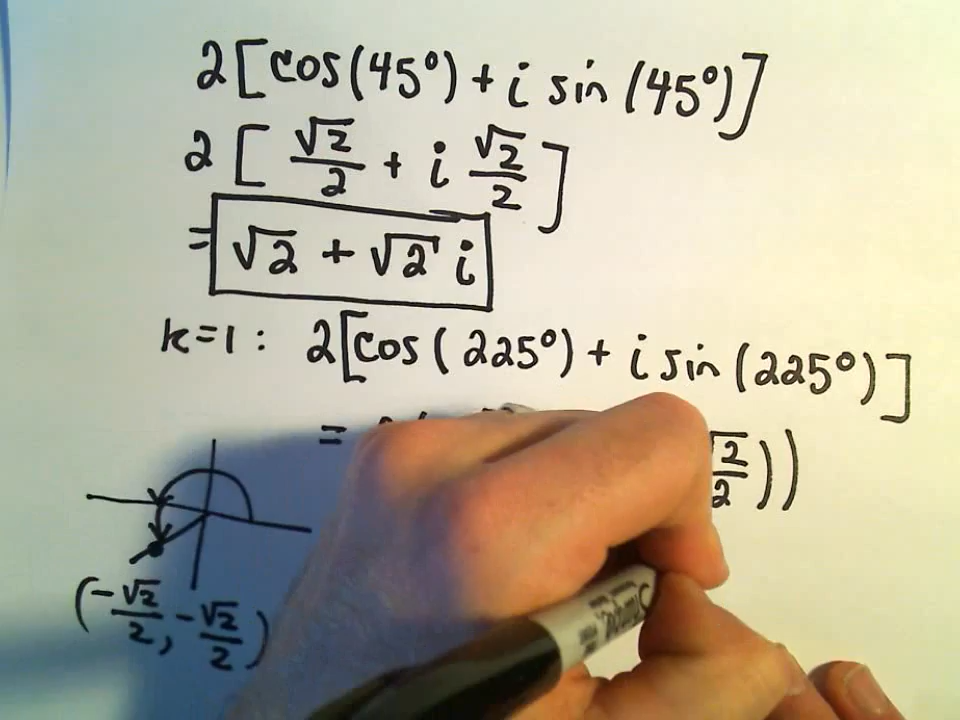 2[cos(45°) + i sin(45°)]
2[√2/2 + i √2/2]
= √2 + √2 i
k=1: 2[cos(225°) + i sin(225°)]
=
√2/2))
(-√2/2, -√2/2)